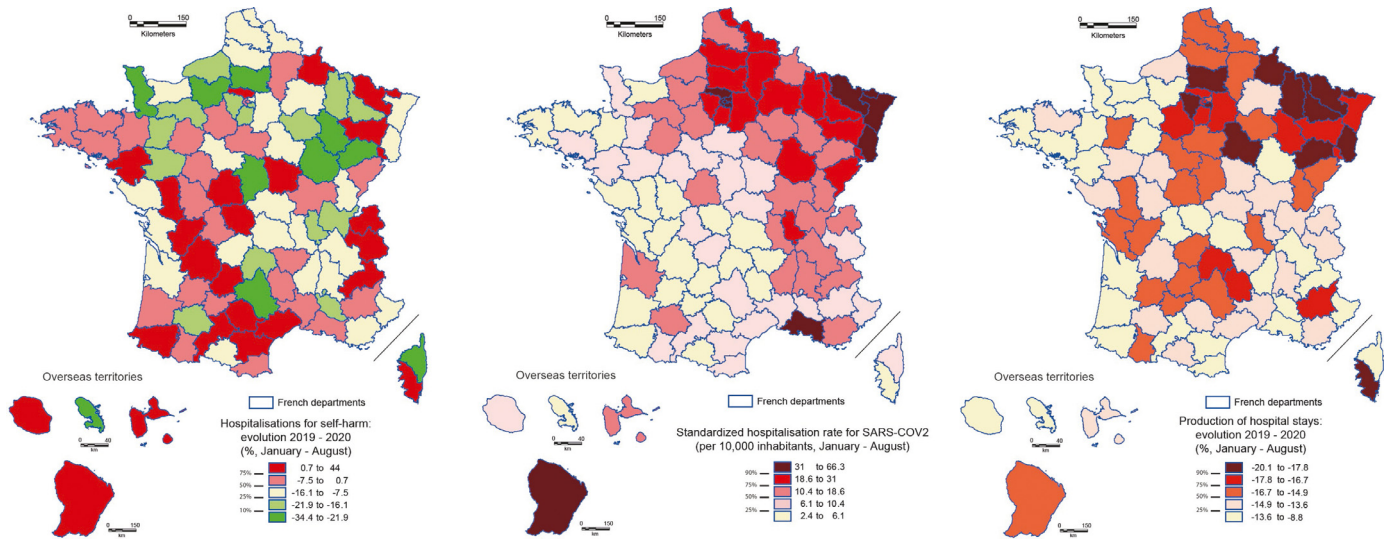 0 150
Kilometers
Overseas territories
0 40
km
0 150
km
French departments
Hospitalisations for self-harm:
evolution 2019 - 2020
(%, January - August)
0.7 to 44
75%
-7.5 to 0.7
50%
-16.1 to -7.5
25%
-21.9 to -16.1
10%
-34.4 to -21.9
0 150
Kilometers
Overseas territories
0 40
km
0 150
km
French departments
Standardized hospitalisation rate for SARS-COV2
(per 10,000 inhabitants, January - August)
31 to 66.3
90%
18.6 to 31
75%
10.4 to 18.6
50%
6.1 to 10.4
25%
2.4 to 6.1
0 150
Kilometers
Overseas territories
0 40
km
0 150
km
French departments
Production of hospital stays:
evolution 2019 - 2020
(%, January - August)
-20.1 to -17.8
90%
-17.8 to -16.7
75%
-16.7 to -14.9
50%
-14.9 to -13.6
25%
-13.6 to -8.8